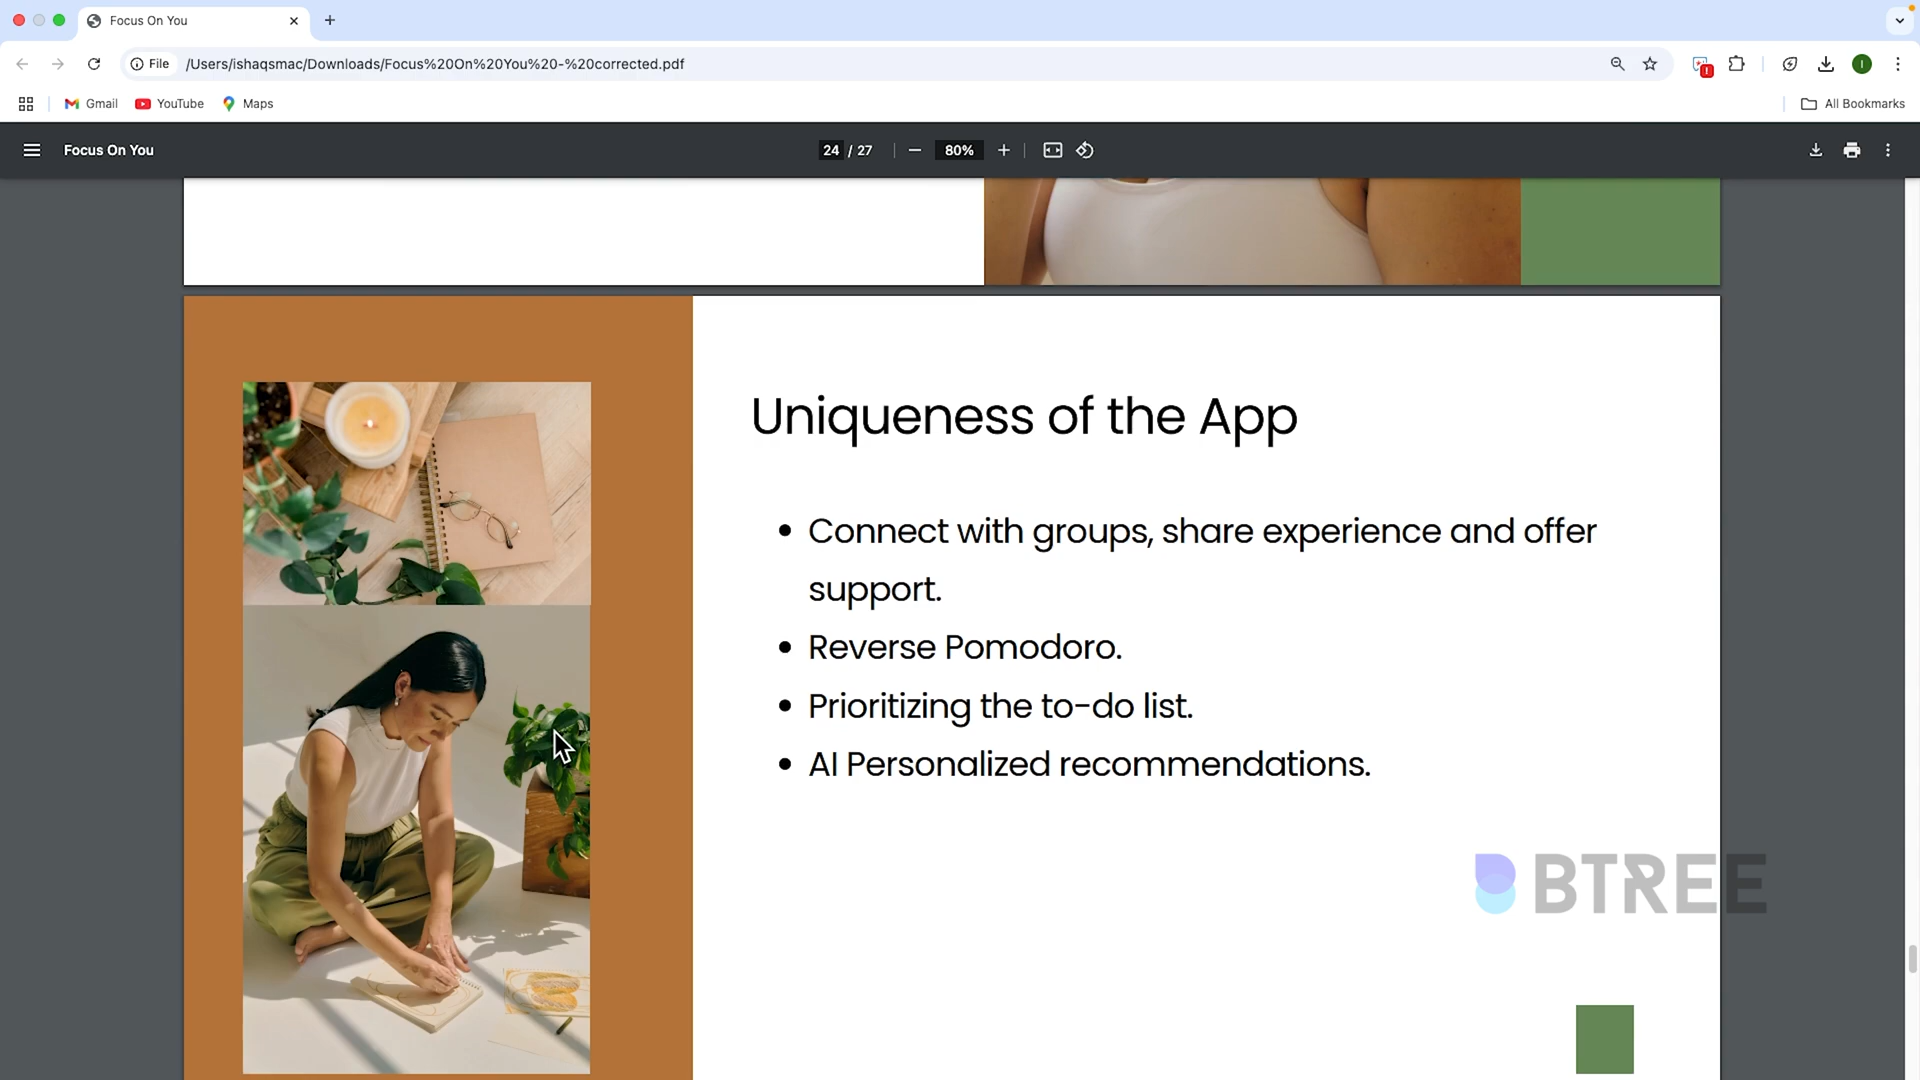 Focus On You
File
/Users/ishaqsmac/Downloads/Focus%20On%20You%20-%20corrected.pdf
I
Gmail
YouTube
Maps
All Bookmarks
Focus On You
24 / 27
80%
Uniqueness of the App
• Connect with groups, share experience and offer
support.
• Reverse Pomodoro.
• Prioritizing the to-do list.
• AI Personalized recommendations.
BTREE